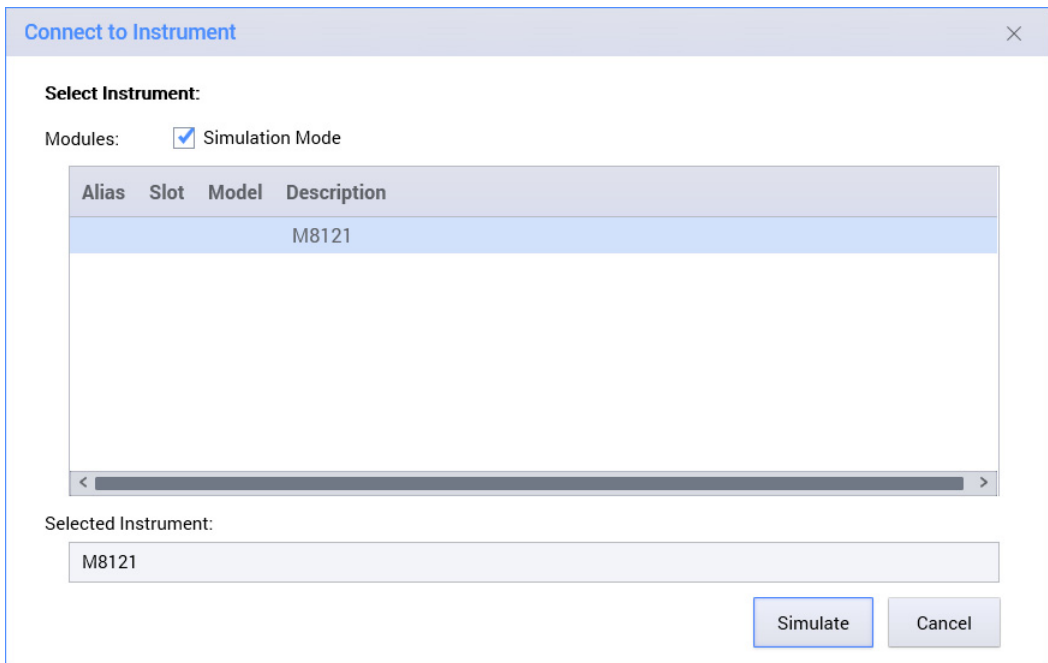 Connect to Instrument
Select Instrument:
Modules: Simulation Mode
Alias Slot Model Description
M8121
Selected Instrument:
M8121
Simulate Cancel